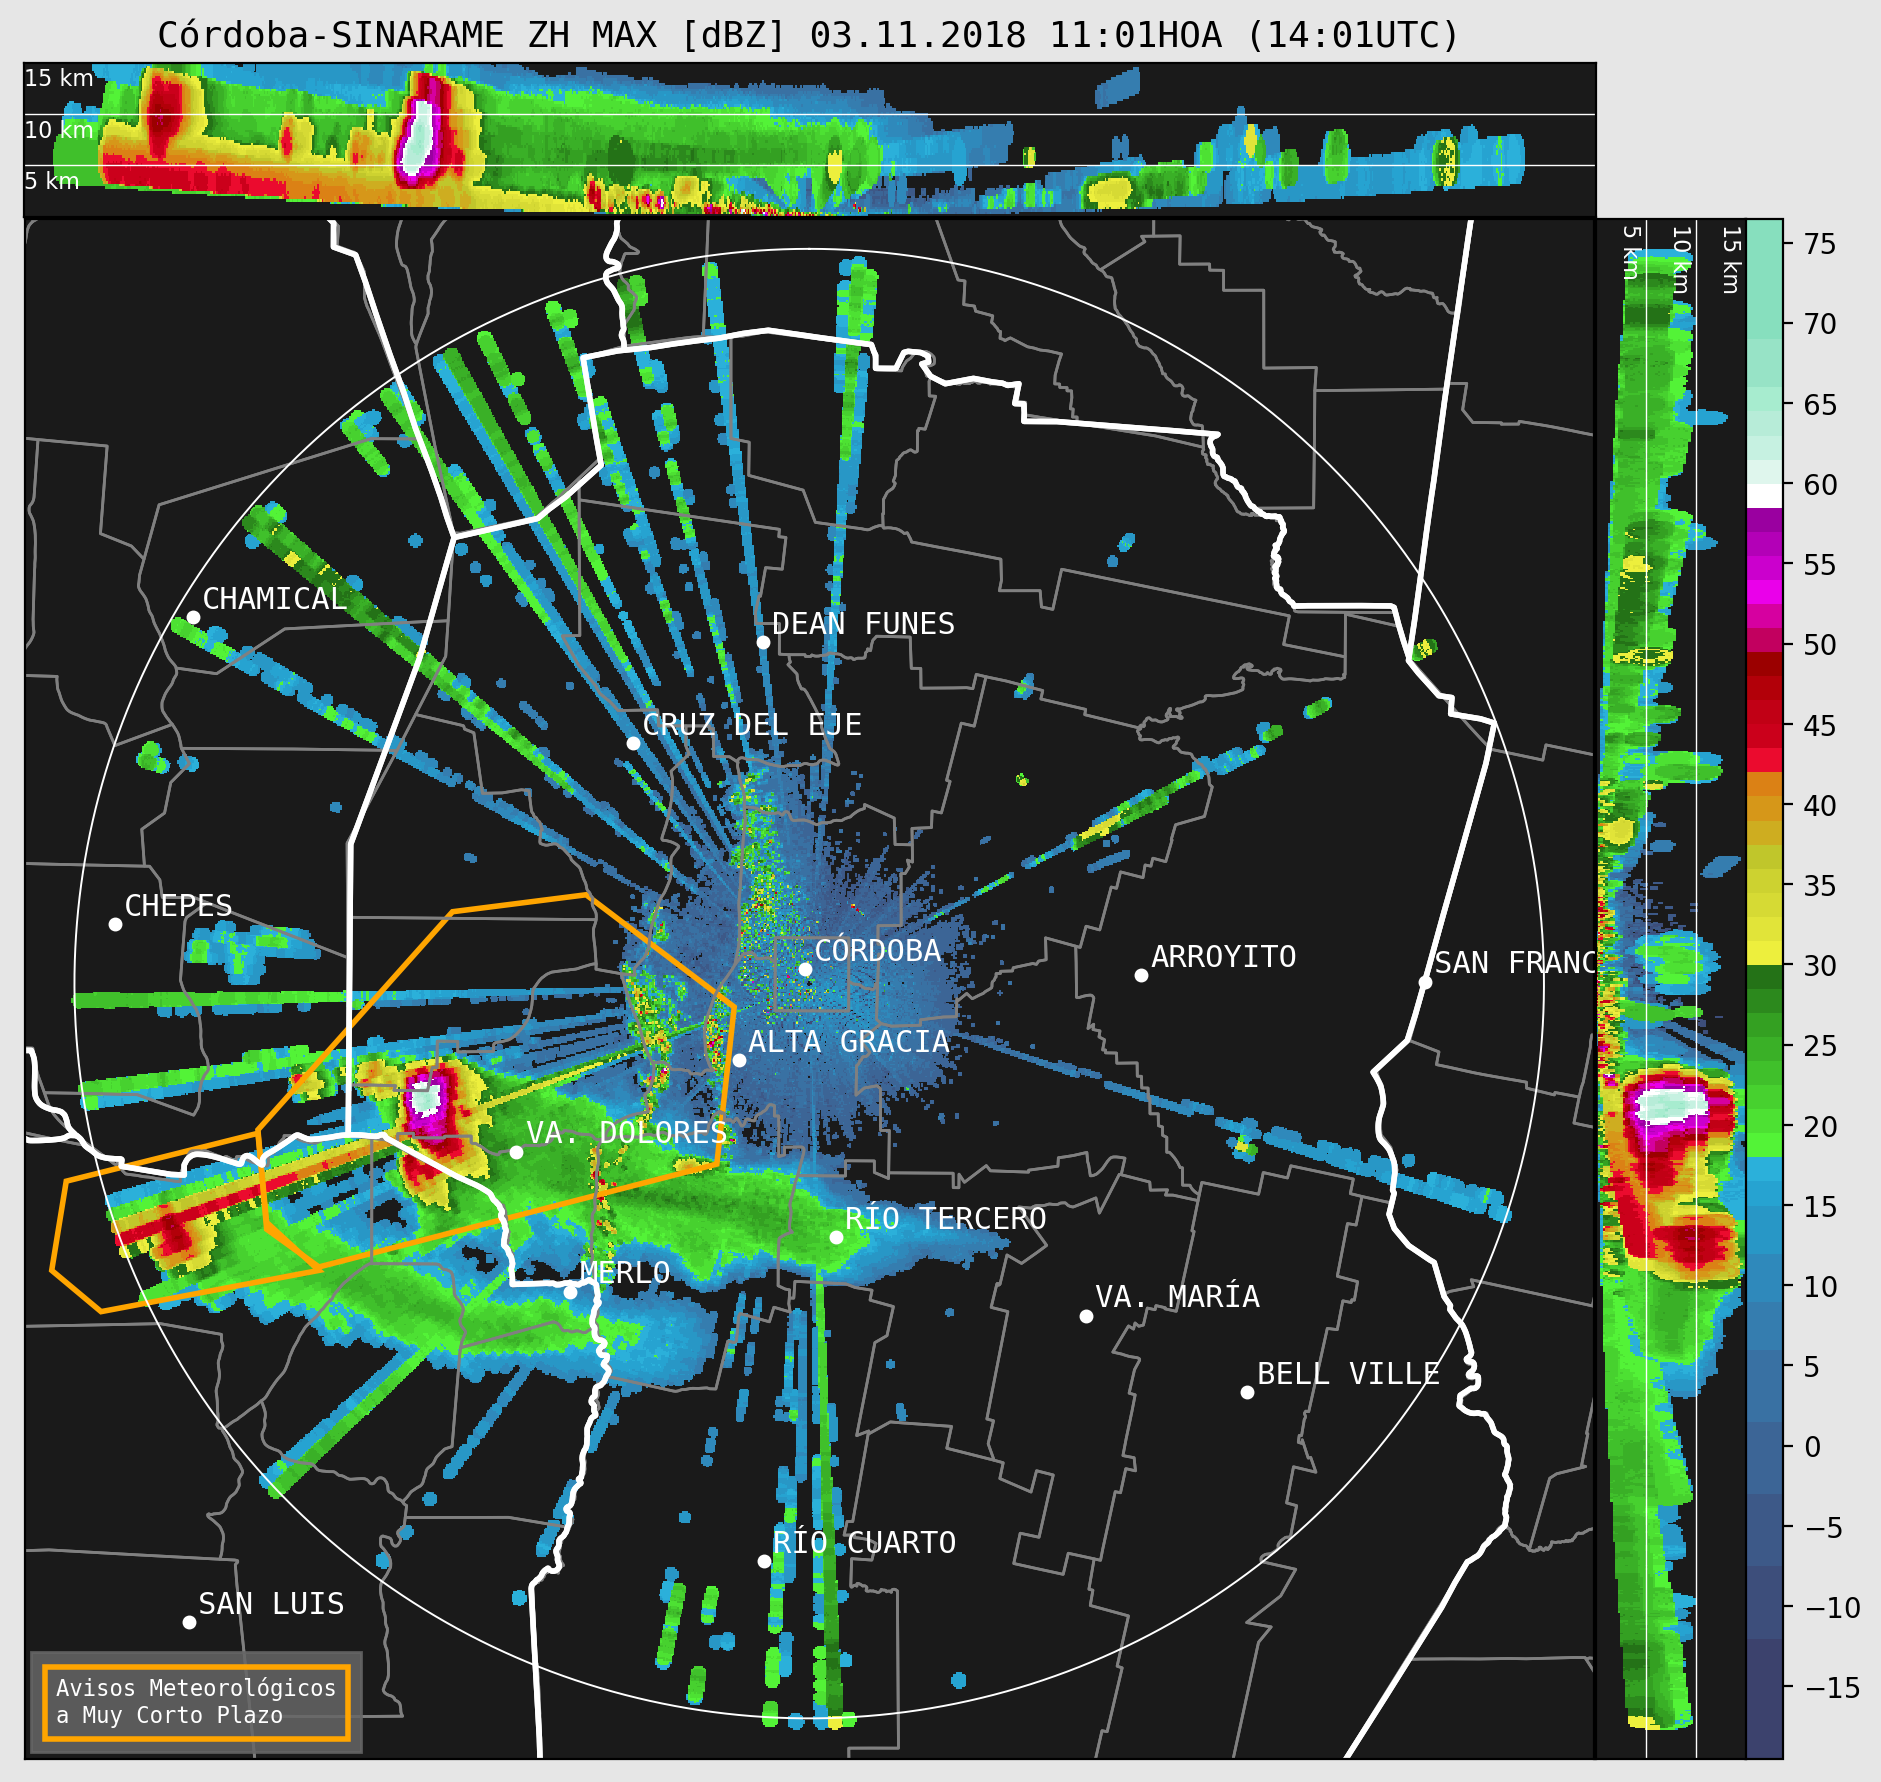 Córdoba-SINARAME ZH MAX [dBZ] 03.11.2018 11:01HOA (14:01UTC)
15 km
10 km
5 km
5 km
10 km
15 km
75
70
65
60
55
50
45
40
35
30
25
20
15
10
5
0
−5
−10
−15
CHAMICAL
DEAN FUNES
CRUZ DEL EJE
CHEPES
CÓRDOBA
ARROYITO
SAN FRANC
ALTA GRACIA
VA. DOLORES
RÍO TERCERO
MERLO
VA. MARÍA
BELL VILLE
RÍO CUARTO
SAN LUIS
Avisos Meteorológicos
a Muy Corto Plazo